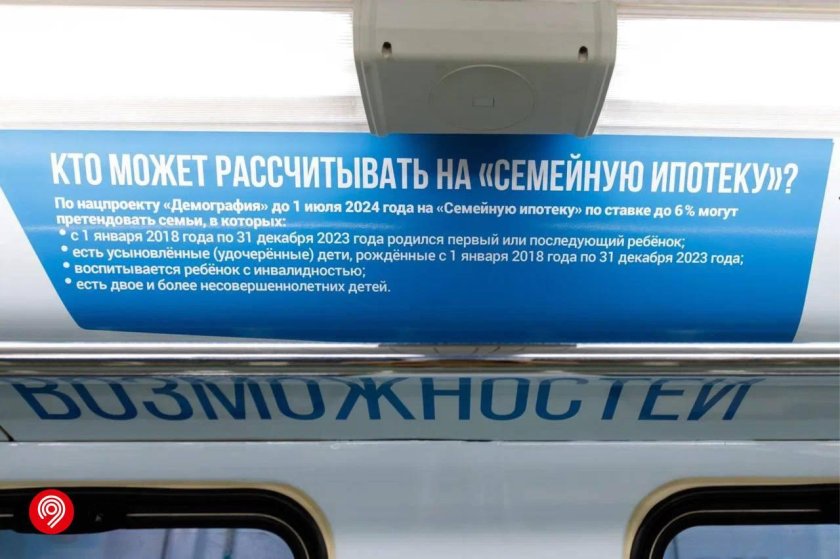 КТО МОЖЕТ РАССЧИТЫВАТЬ НА «СЕМЕЙНУЮ ИПОТЕКУ»?
По нацпроекту «Демография» до 1 июля 2024 года на «Семейную ипотеку» по ставке до 6 % могут
претендовать семьи, в которых:
• с 1 января 2018 года по 31 декабря 2023 года родился первый или последующий ребёнок;
• есть усыновлённые (удочерённые) дети, рождённые с 1 января 2018 года по 31 декабря 2023 года;
• воспитывается ребёнок с инвалидностью;
• есть двое и более несовершеннолетних детей.
ВОЗМОЖНОСТЕЙ